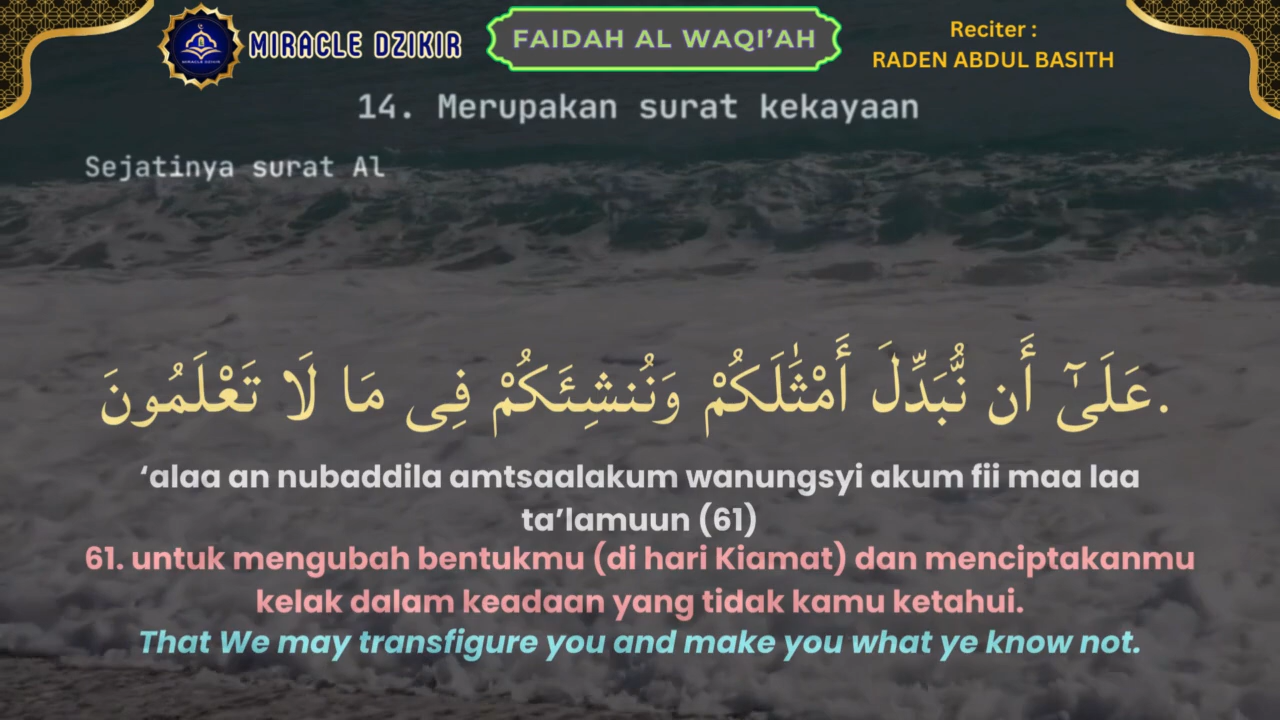 MIRACLE DZIKIR
FAIDAH AL WAQI’AH
Reciter :
RADEN ABDUL BASITH
14. Merupakan surat kekayaan
Sejatinya surat Al
عَلَىٰٓ أَن نُّبَدِّلَ أَمْثَٰلَكُمْ وَنُنشِئَكُمْ فِى مَا لَا تَعْلَمُونَ.
‘alaa an nubaddila amtsaalakum wanungsyi akum fii maa laa
ta’lamuun (61)
61. untuk mengubah bentukmu (di hari Kiamat) dan menciptakanmu
kelak dalam keadaan yang tidak kamu ketahui.
That We may transfigure you and make you what ye know not.